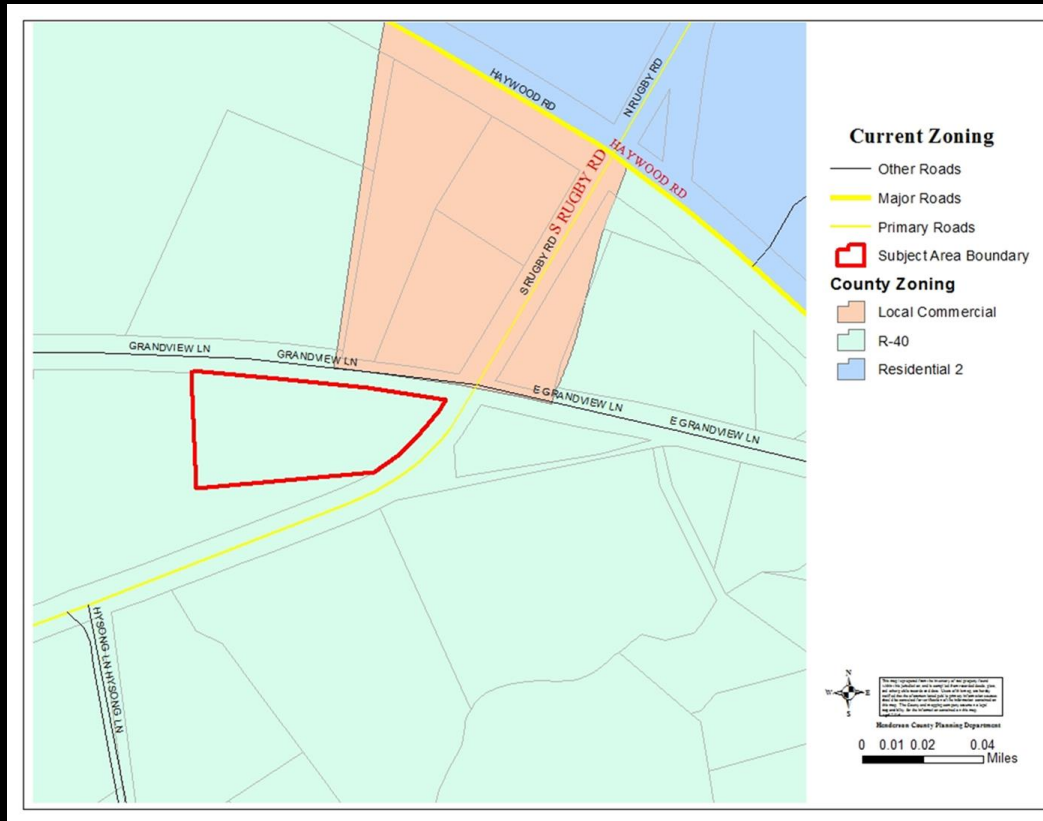 HAYWOOD RD
N RUGBY RD
HAYWOOD RD
S RUGBY RD
S RUGBY RD
GRANDVIEW LN
GRANDVIEW LN
E GRANDVIEW LN
E GRANDVIEW LN
HYSONG LN
HYSONG LN
Current Zoning
Other Roads
Major Roads
Primary Roads
Subject Area Boundary
County Zoning
Local Commercial
R-40
Residential 2
N
W
E
S
Henderson County Planning Department
0 0.01 0.02 0.04
Miles